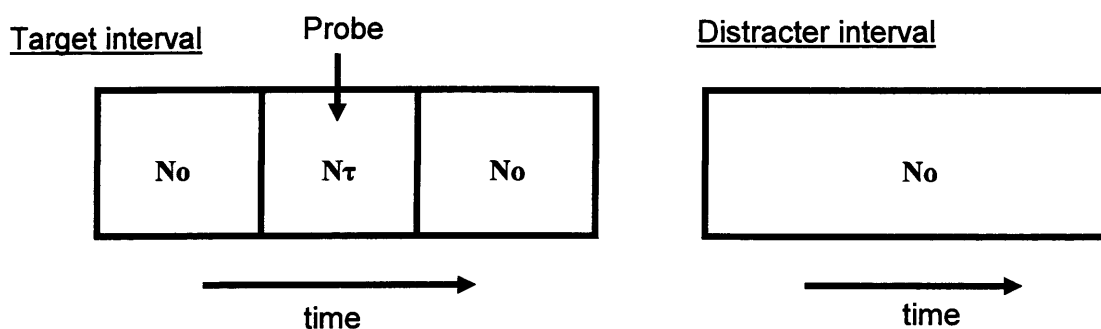 Target interval
Probe
No
Nτ
No
time
Distracter interval
No
time